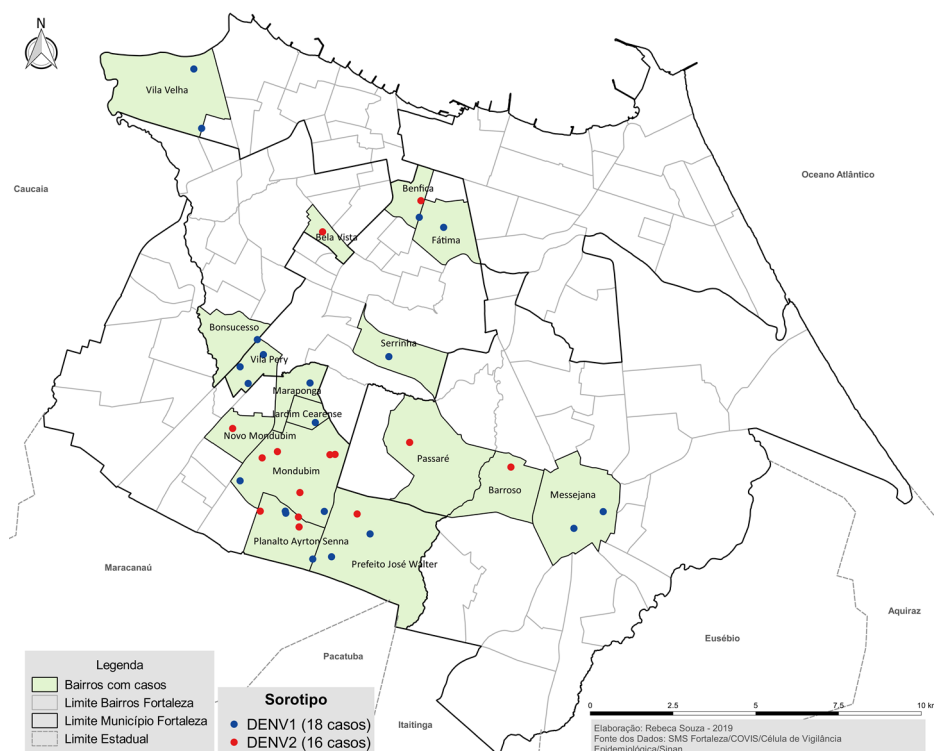 N
Vila Velha
Caucaia
Oceano Atlântico
Benfica
Bela Vista
Fátima
Bonsucesso
Serrinha
Vila Pery
Maraponga
Jardim Cearense
Novo Mondubim
Passaré
Mondubim
Barroso
Messejana
Planalto Ayrton Senna
Prefeito José Walter
Maracanaú
Aquiraz
Eusébio
Pacatuba
Itaitinga
Legenda
Bairros com casos
Limite Bairros Fortaleza
Limite Município Fortaleza
Limite Estadual
Sorotipo
DENV1 (18 casos)
DENV2 (16 casos)
0 2.5 5 7.5 10 km
Elaboração: Rebeca Souza - 2019
Fonte dos Dados: SMS Fortaleza/COVIS/Célula de Vigilância
Epidemiológica/Sinan